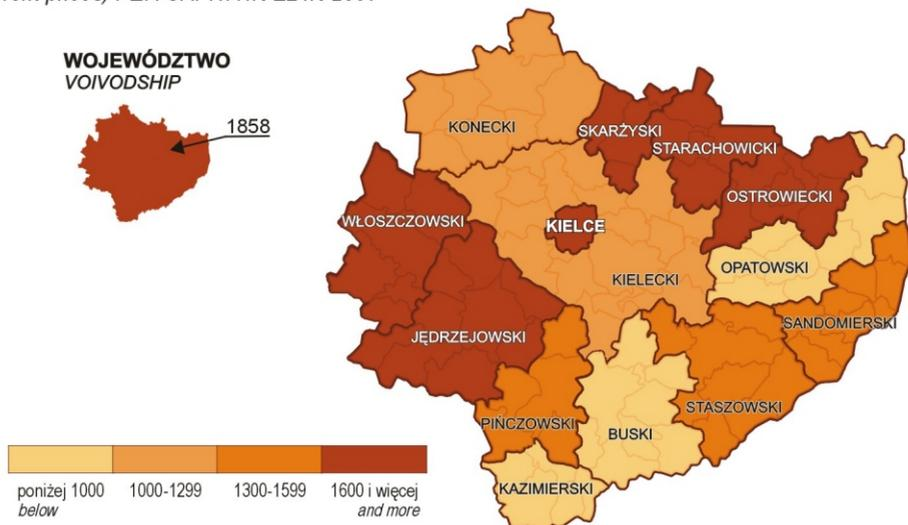 WOJEWÓDZTWO
VOIVODSHIP
1858
KONECKI
SKARŻYSKI
STARACHOWICKI
OSTROWIECKI
WŁOSZCZOWSKI
KIELCE
OPATOWSKI
KIELECKI
SANDOMIERSKI
JĘDRZEJOWSKI
STASZOWSKI
PIŃCZOWSKI
BUSKI
KAZIMIERSKI
poniżej 1000 1000-1299 1300-1599 1600 i więcej
below and more